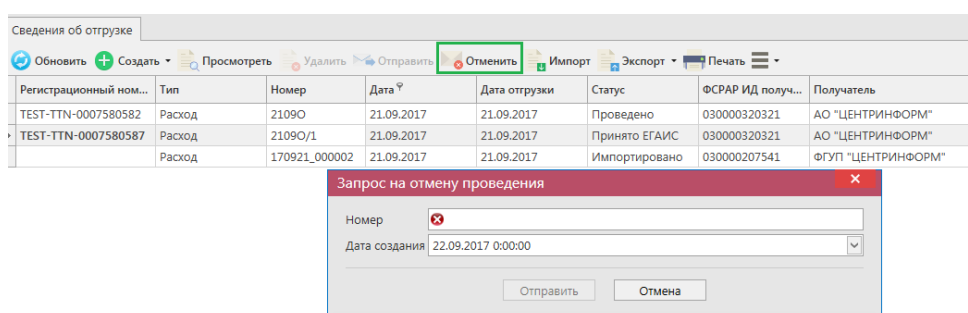 Сведения об отгрузке
Обновить Создать Просмотреть Удалить Отправить Отменить Импорт Экспорт Печать
Регистрационный ном... Тип Номер Дата Дата отгрузки Статус ФСРАР ИД получ... Получатель
TEST-TTN-0007580582 Расход 2109О 21.09.2017 21.09.2017 Проведено 030000320321 АО "ЦЕНТРИНФОРМ"
TEST-TTN-0007580587 Расход 2109О/1 21.09.2017 21.09.2017 Принято ЕГАИС 030000320321 АО "ЦЕНТРИНФОРМ"
Расход 170921_000002 21.09.2017 21.09.2017 Импортировано 030000207541 ФГУП "ЦЕНТРИНФОРМ"
Запрос на отмену проведения
Номер
Дата создания 22.09.2017 0:00:00
Отправить Отмена